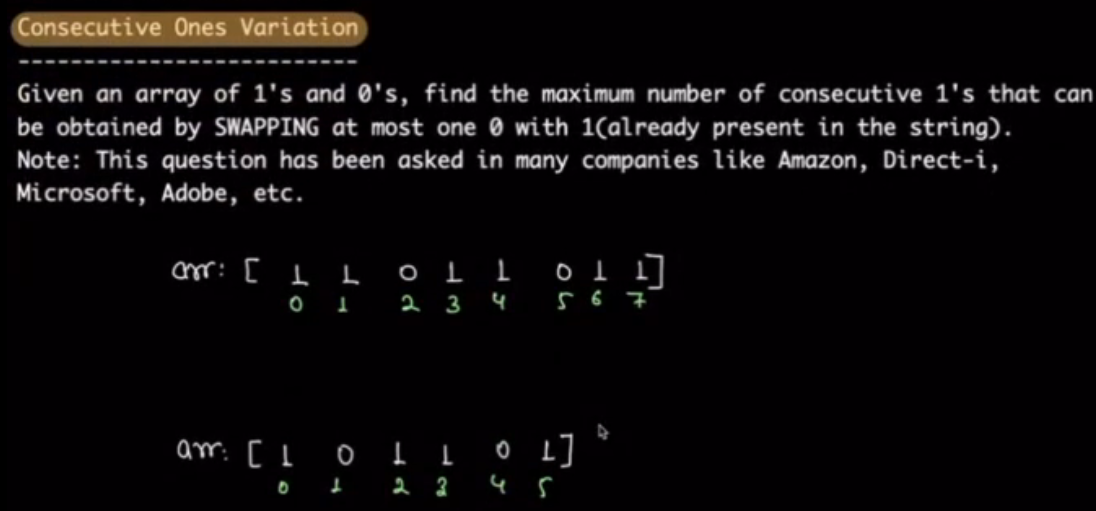 Consecutive Ones Variation
--------------------------
Given an array of 1's and 0's, find the maximum number of consecutive 1's that can
be obtained by SWAPPING at most one 0 with 1(already present in the string).
Note: This question has been asked in many companies like Amazon, Direct-i,
Microsoft, Adobe, etc.
arr: [ 1 1 0 1 1 0 1 1]
0 1 2 3 4 5 6 7
arr: [ 1 0 1 1 0 1]
0 1 2 3 4 5